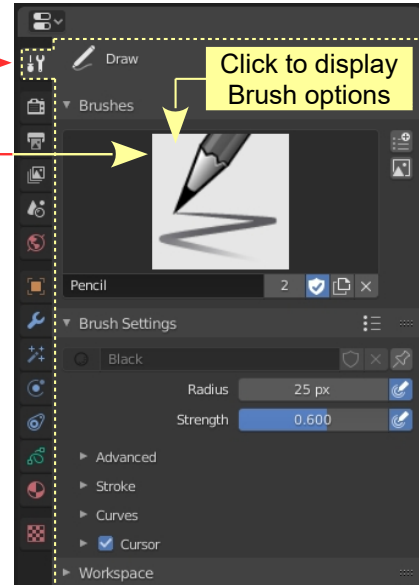 Draw
Click to display
Brush options
Brushes
Pencil 2
Brush Settings
Black
Radius 25 px
Strength 0.600
Advanced
Stroke
Curves
Cursor
Workspace